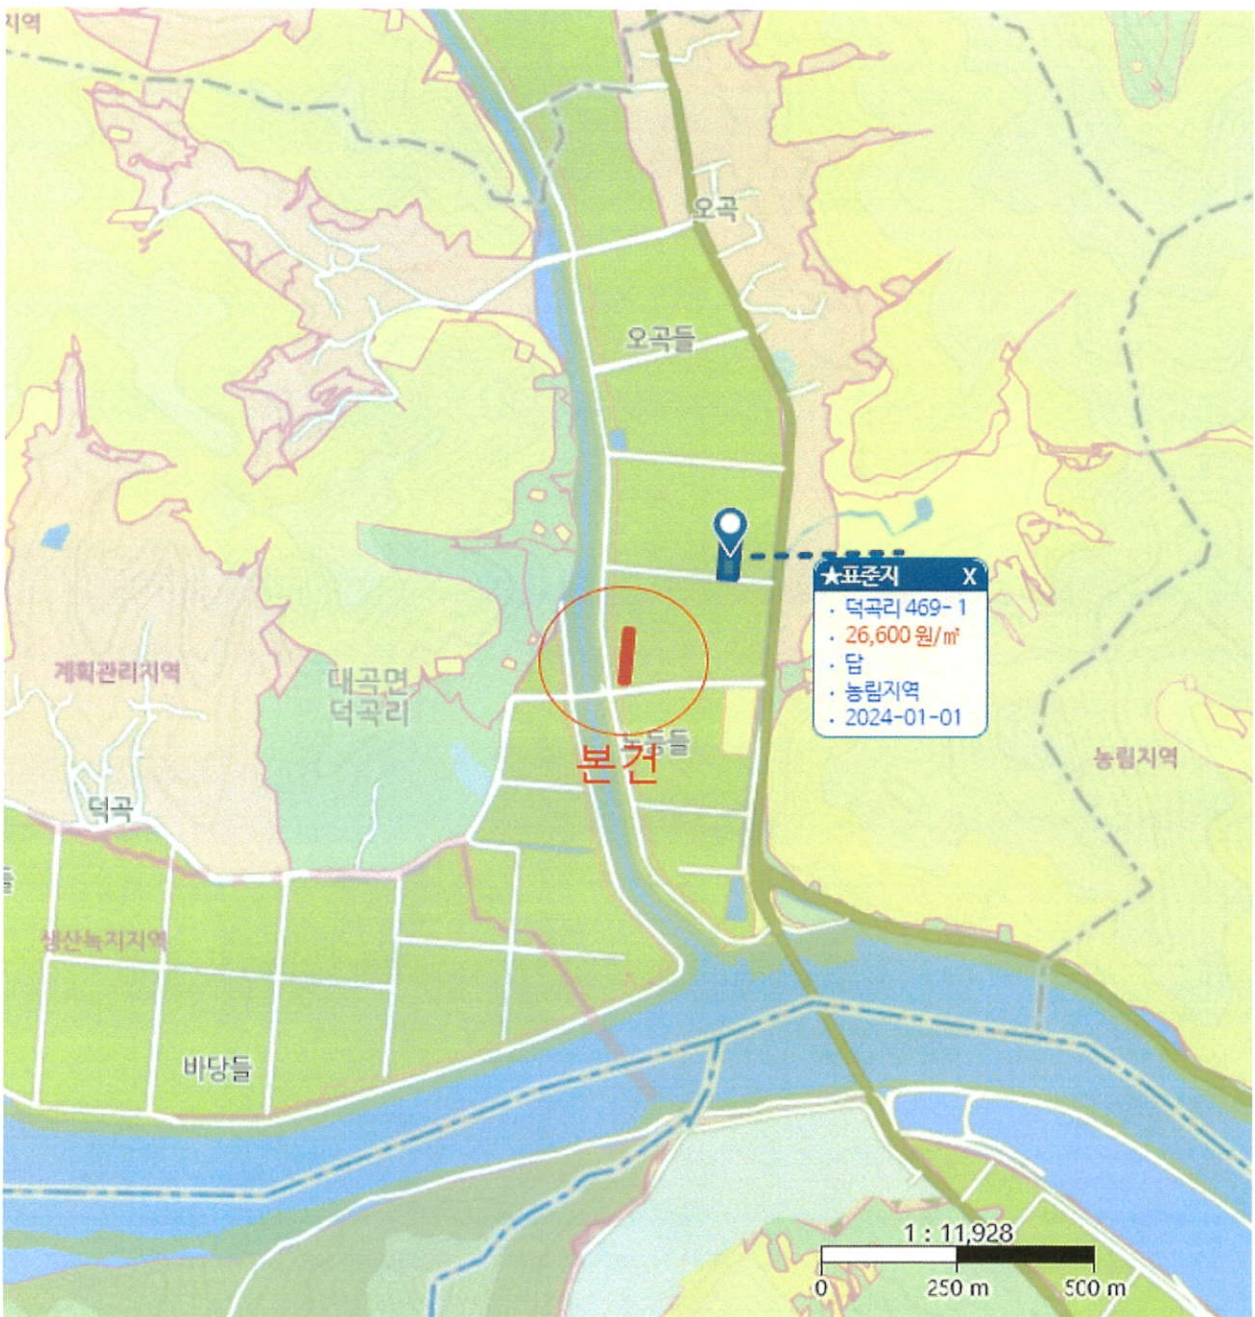 지역
오곡
오곡들
★표준지 X
· 덕곡리 469-1
· 26,600 원/㎡
· 답
· 농림지역
· 2024-01-01
계획관리지역
대곡면
덕곡리
본건
농림지역
덕곡
들
생산녹지지역
바당들
1 : 11,928
0 250 m 500 m